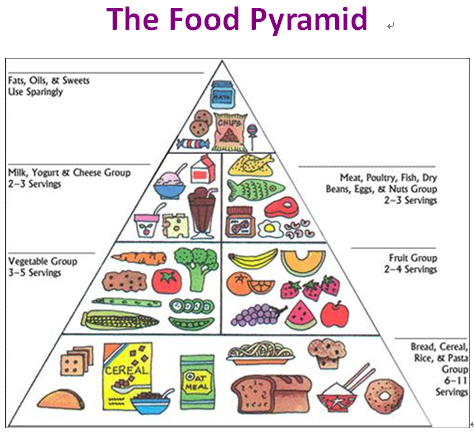 The Food Pyramid
Fats, Oils, & Sweets
Use Sparingly
MAYO
CHIPS
Milk, Yogurt & Cheese Group
2–3 Servings
Meat, Poultry, Fish, Dry
Beans, Eggs, & Nuts Group
2–3 Servings
Vegetable Group
3–5 Servings
Fruit Group
2–4 Servings
Bread, Cereal,
Rice, & Pasta
Group
6–11
Servings
CEREAL
OAT
MEAL